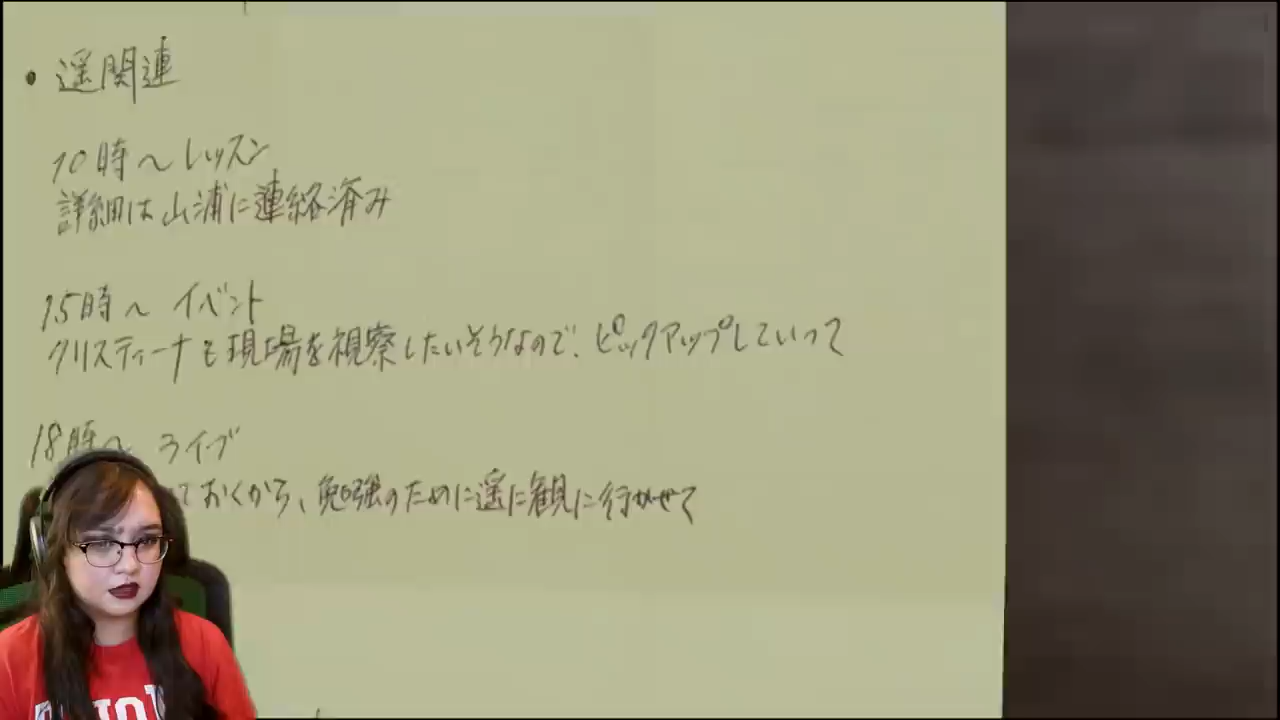 • 遥関連
10時～レッスン
詳細は山浦に連絡済み
15時～ イベント
クリスティーナも現場を視察したいそうなので、ピックアップしていって
18時～ ライブ
ておくから、勉強のために遥に観に行かせて